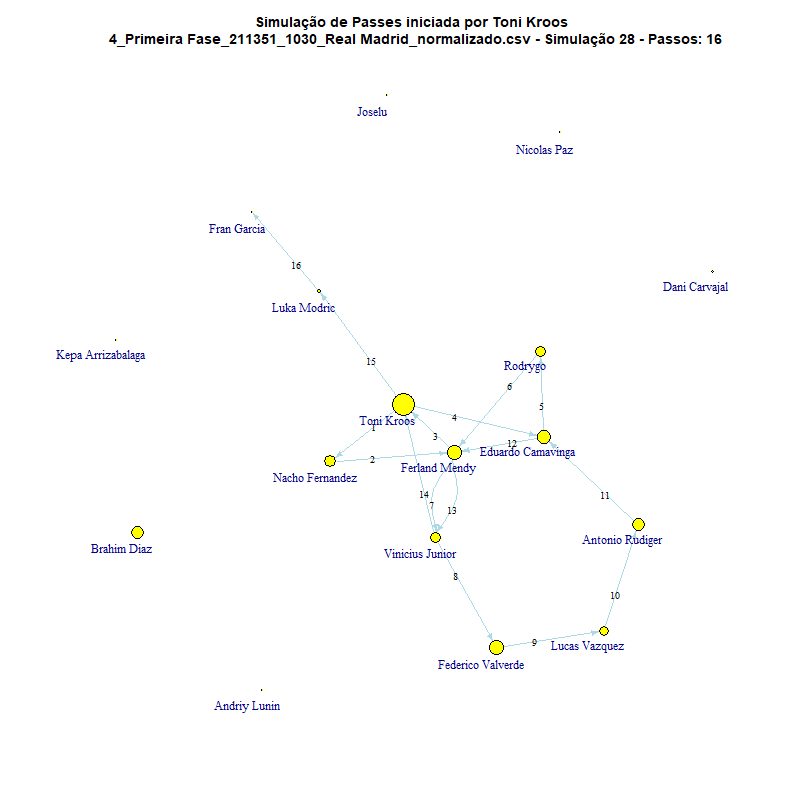 Simulação de Passes iniciada por Toni Kroos
4_Primeira Fase_211351_1030_Real Madrid_normalizado.csv - Simulação 28 - Passos: 16
Joselu
Nicolas Paz
Fran Garcia
16
Dani Carvajal
Luka Modric
Kepa Arrizabalaga
15
Rodrygo
6
5
4
Toni Kroos
1
3
12
Eduardo Camavinga
2
Ferland Mendy
Nacho Fernandez
14
7
13
11
Antonio Rudiger
Brahim Diaz
Vinicius Junior
8
10
9
Lucas Vazquez
Federico Valverde
Andriy Lunin